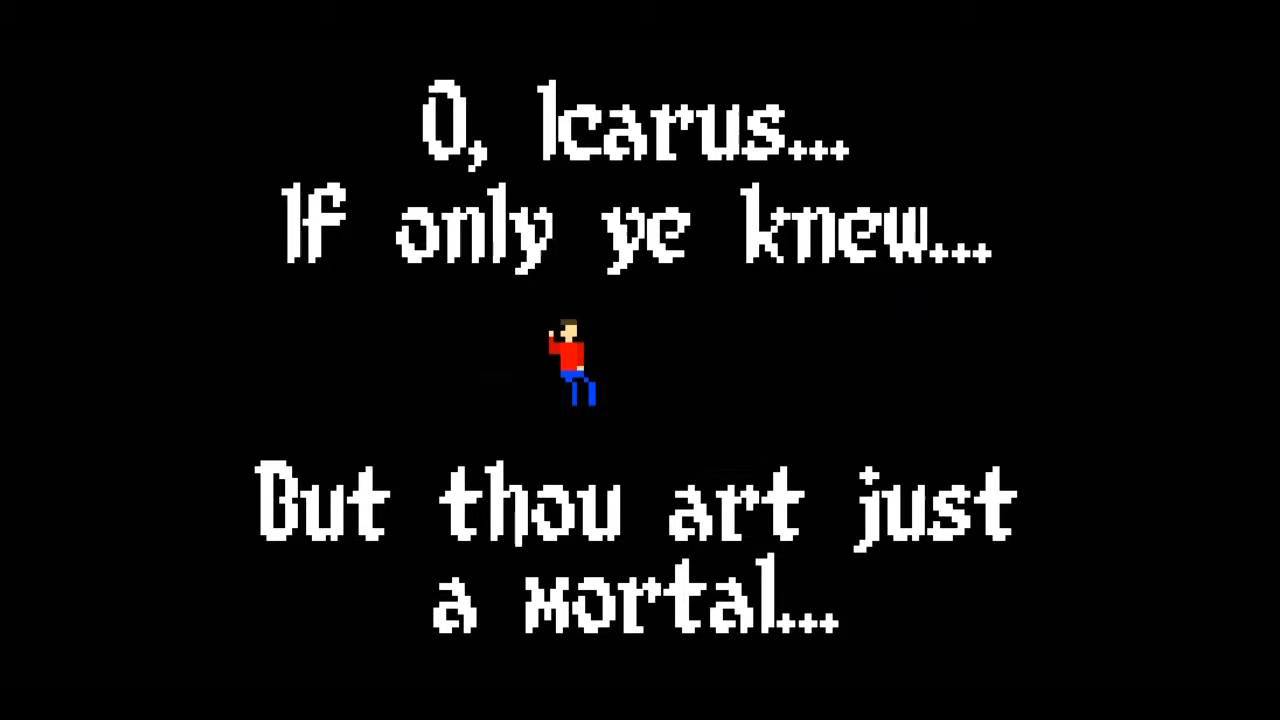 O, Icarus...
If only ye knew...
But thou art just
a mortal...